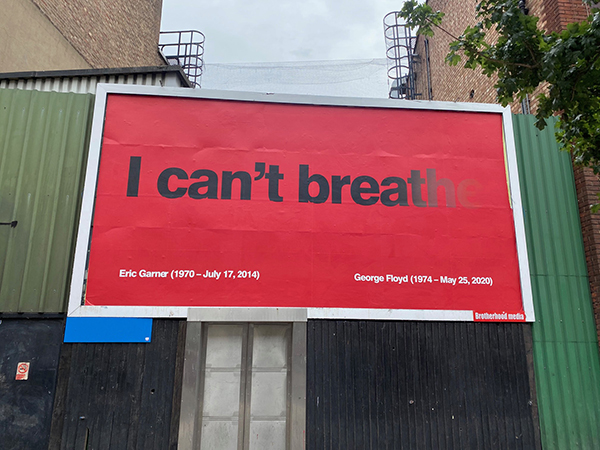 I can't breathe
Eric Garner (1970 – July 17, 2014)
George Floyd (1974 – May 25, 2020)
Brotherhood media